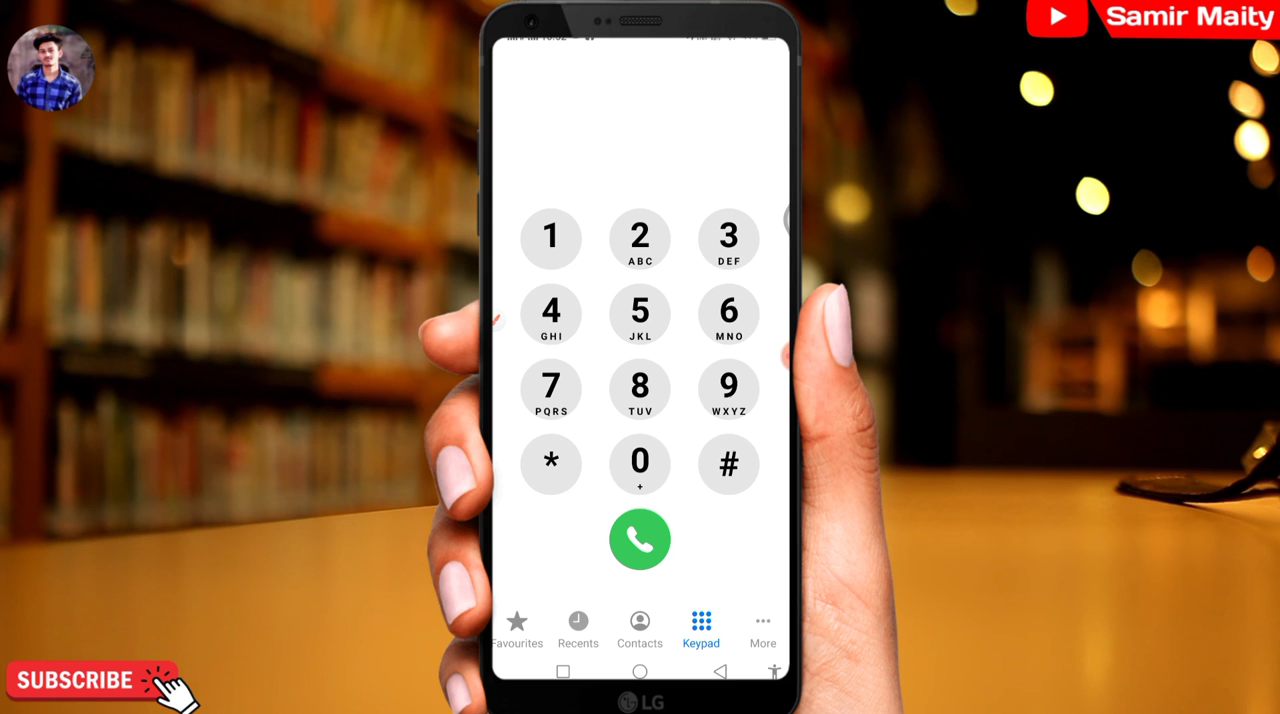 Samir Maity
1
2
ABC
3
DEF
4
GHI
5
JKL
6
MNO
7
PQRS
8
TUV
9
WXYZ
*
0
+
#
Favourites
Recents
Contacts
Keypad
More
SUBSCRIBE
LG